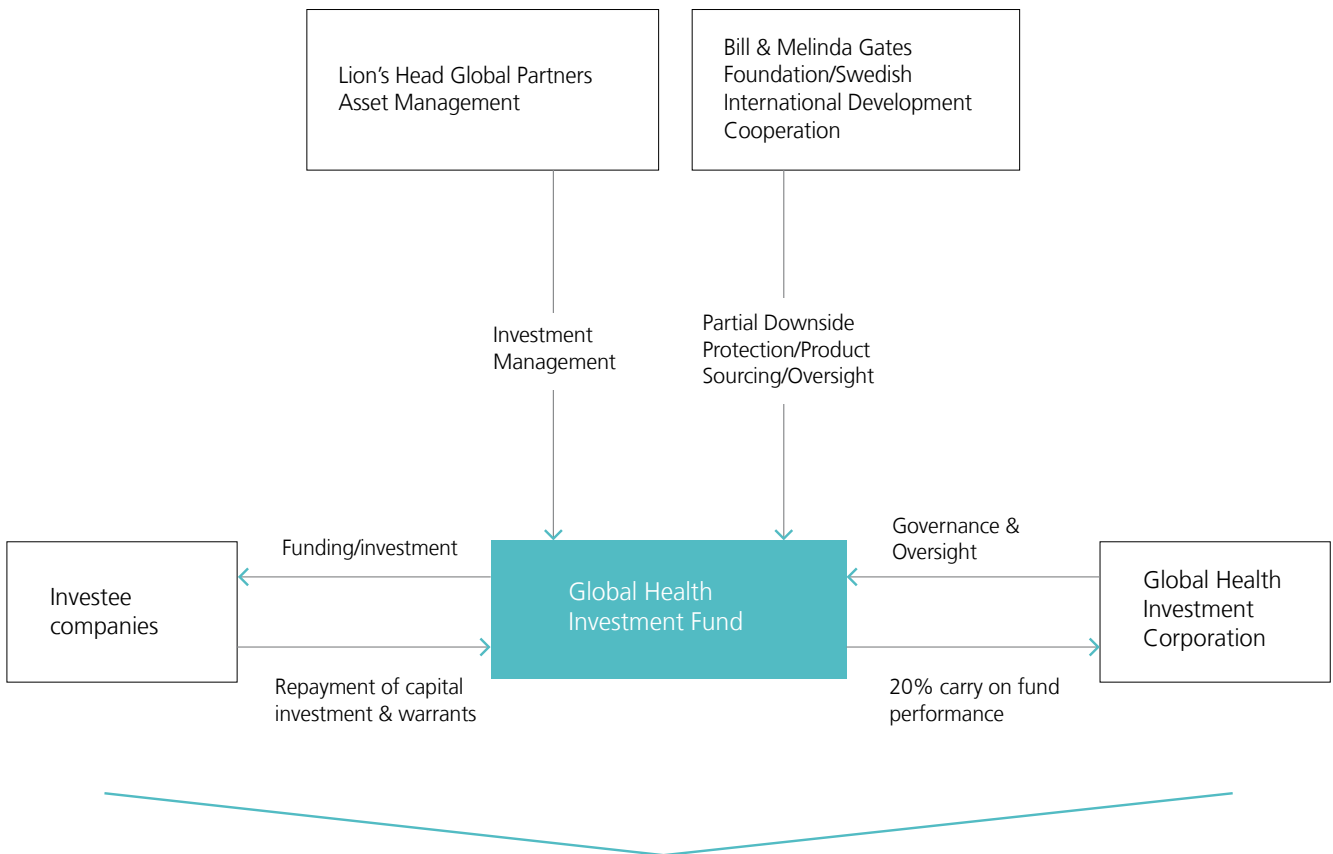 Lion’s Head Global Partners
Asset Management
Bill & Melinda Gates
Foundation/Swedish
International Development
Cooperation
Investment
Management
Partial Downside
Protection/Product
Sourcing/Oversight
Investee
companies
Funding/investment
Repayment of capital
investment & warrants
Global Health
Investment Fund
Governance &
Oversight
20% carry on fund
performance
Global Health
Investment
Corporation